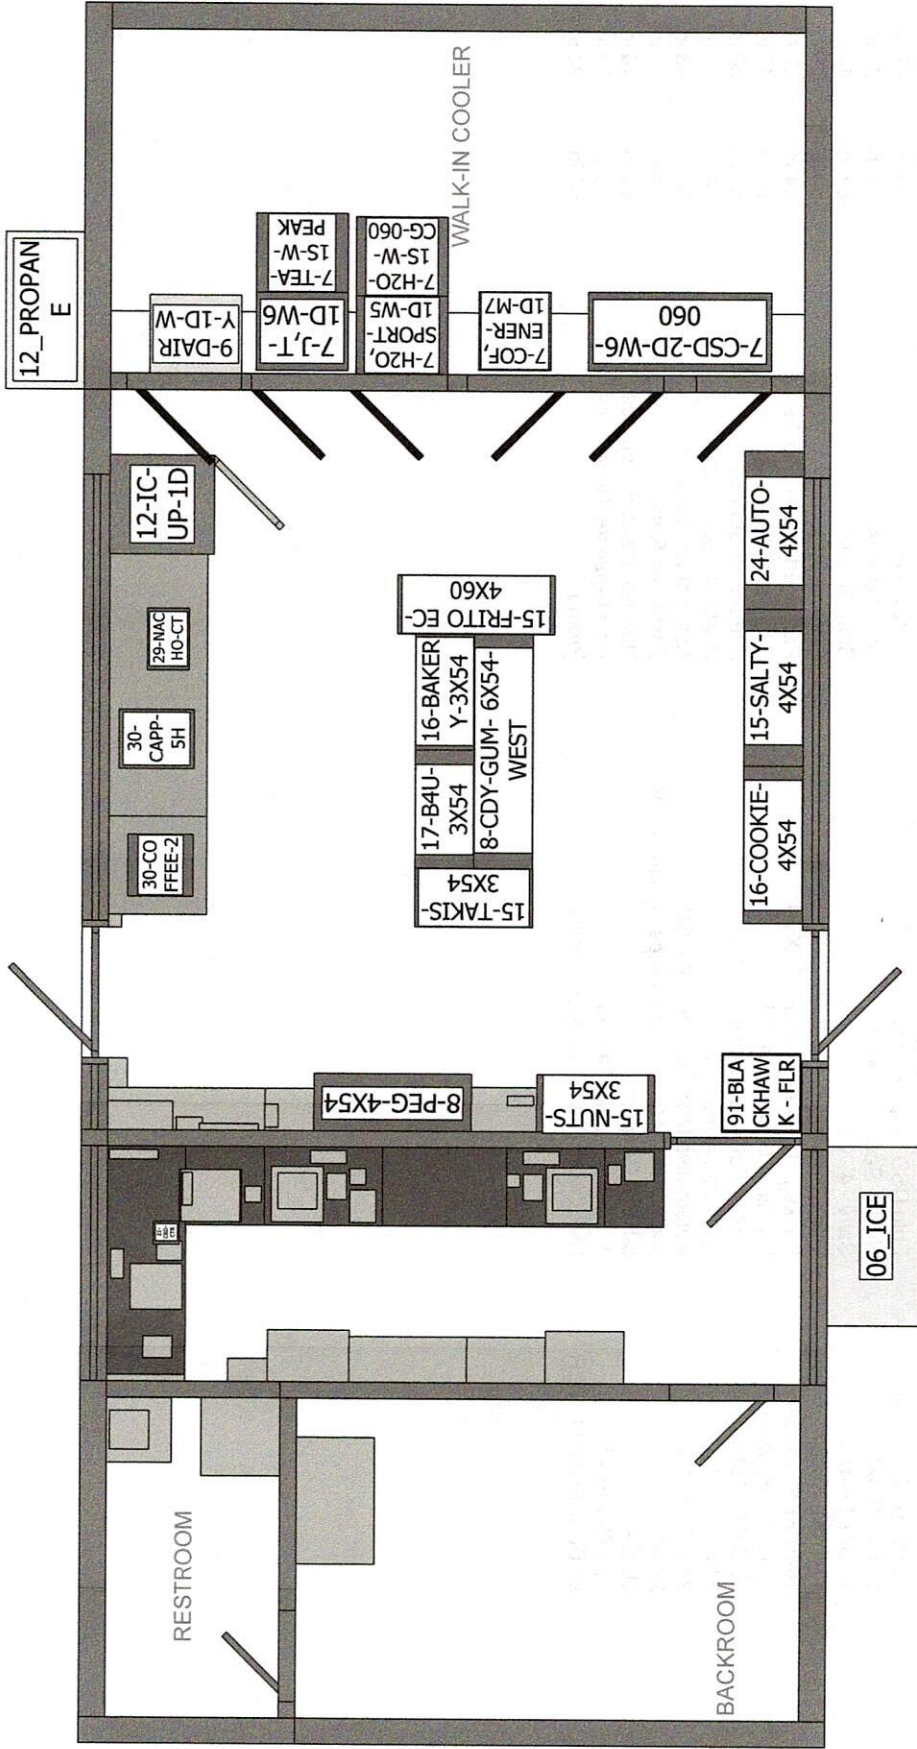 12_PROPAN
E
WALK-IN COOLER
9-DAIR
Y-1D-W
7-J,T-
1D-W6
7-TEA-
1S-W-
PEAK
7-H2O,
SPORT-
1D-W5
7-H2O-
1S-W-
CG-060
7-COF,
ENER-
1D-M7
7-CSD-2D-W6-
060
12-IC-
UP-1D
29-NAC
HO-CT
30-
CAPP-
5H
30-CO
FFEE-2
15-FRITO EC-
4X60
16-BAKER
Y-3X54
17-B4U-
3X54
8-CDY-GUM- 6X54-
WEST
15-TAKIS-
3X54
24-AUTO-
4X54
15-SALTY-
4X54
16-COOKIE-
4X54
8-PEG-4X54
15-NUTS-
3X54
91-BLA
CKHAW
K - FLR
06_ICE
RESTROOM
BACKROOM